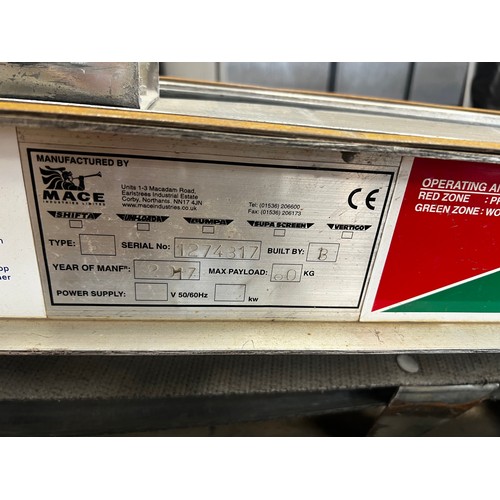 MANUFACTURED BY
MACE
INDUSTRIES LIMITED
Units 1-3 Macadam Road,
Earlstrees Industrial Estate
Corby, Northants. NN17 4JN
www.maceindustries.co.uk
Tel: (01536) 206600
Fax: (01536) 206173
CE
SHIFTA UN-LOADA BUMPA SUPA SCREEN VERTIGO
TYPE: SERIAL No: 1274317 BUILT BY: B
YEAR OF MANFR: 2017 MAX PAYLOAD: 60 KG
POWER SUPPLY: V 50/60Hz kw
OPERATING
RED ZONE
GREEN ZONE